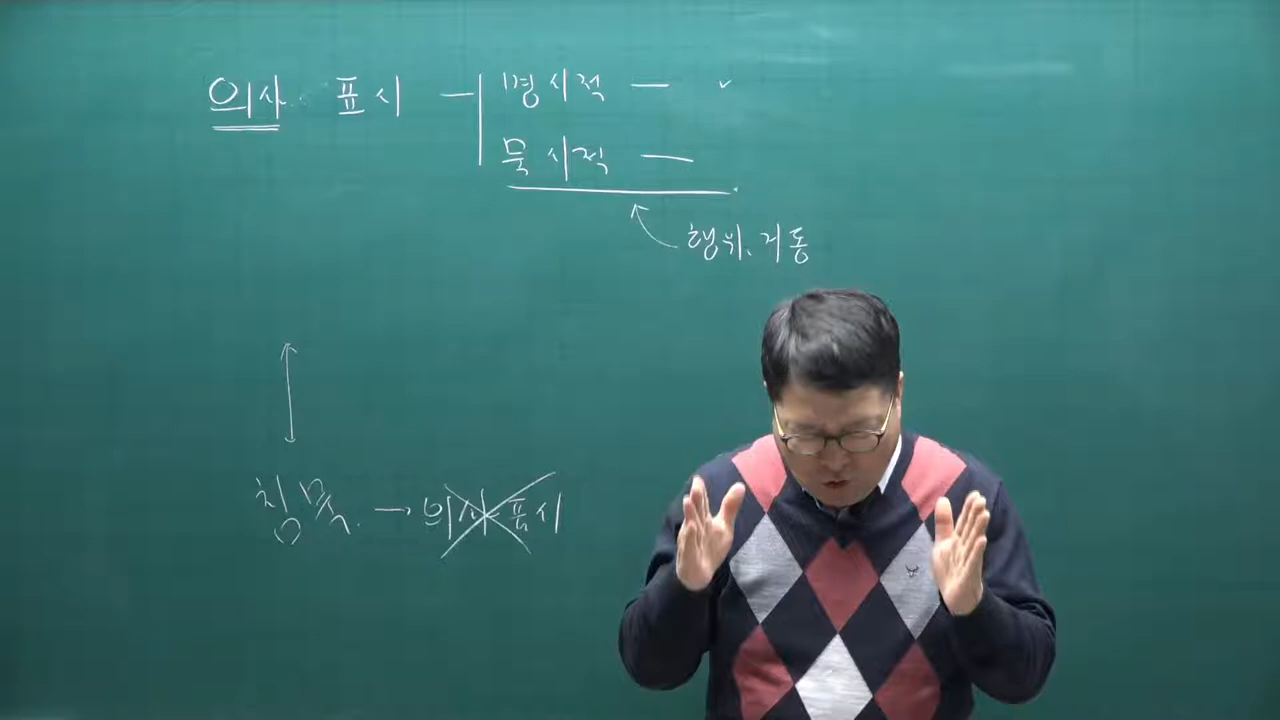 의사 표시 ― 명시적 ―
묵시적 ―
행위、거동
침묵 → 의사표시